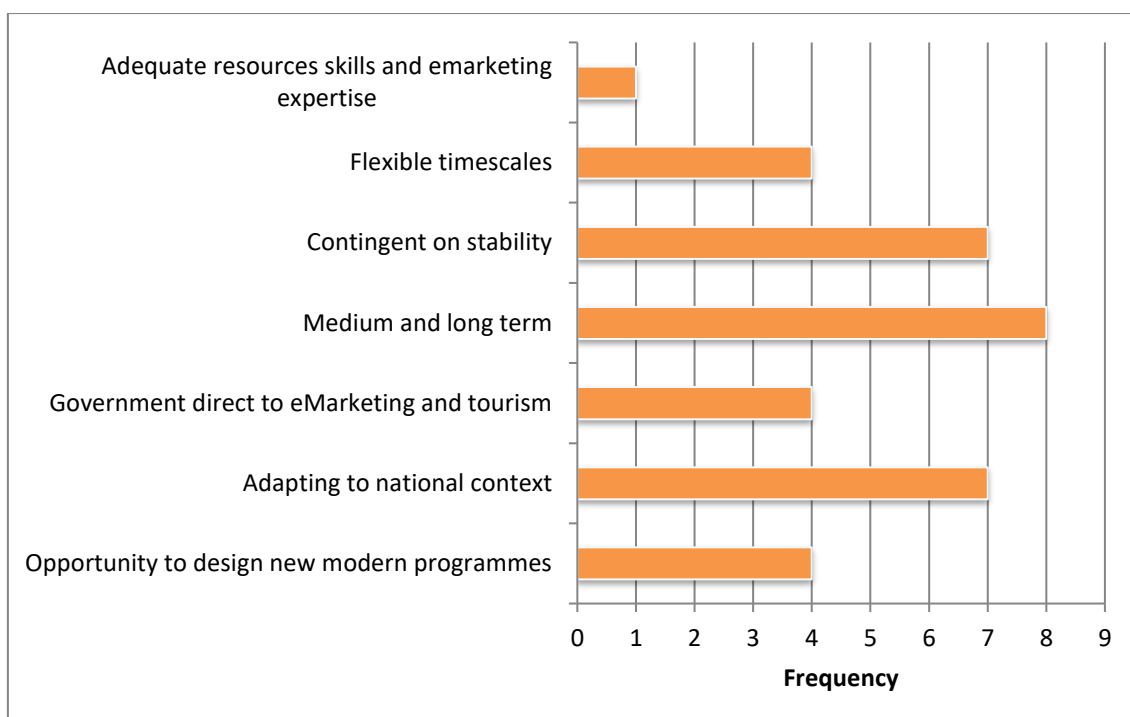 Adequate resources skills and emarketing
expertise
Flexible timescales
Contingent on stability
Medium and long term
Government direct to eMarketing and tourism
Adapting to national context
Opportunity to design new modern programmes
0 1 2 3 4 5 6 7 8 9
Frequency